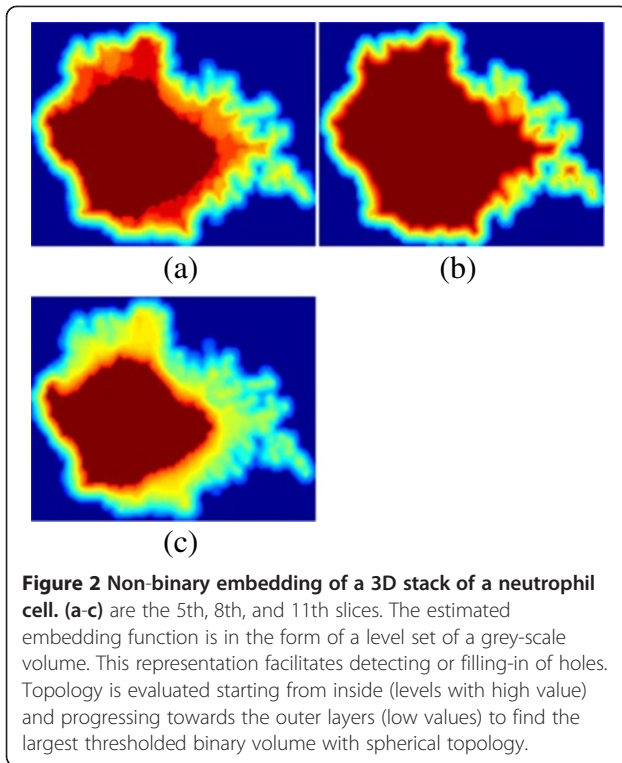 (a)
(b)
(c)
Figure 2 Non-binary embedding of a 3D stack of a neutrophil
cell. (a-c) are the 5th, 8th, and 11th slices. The estimated
embedding function is in the form of a level set of a grey-scale
volume. This representation facilitates detecting or filling-in of holes.
Topology is evaluated starting from inside (levels with high value)
and progressing towards the outer layers (low values) to find the
largest thresholded binary volume with spherical topology.